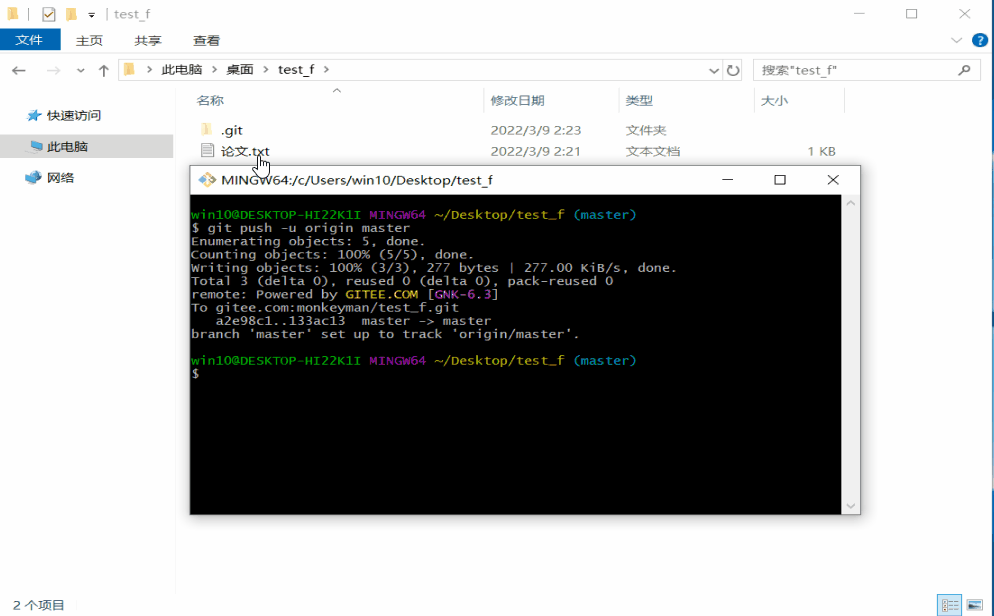 test_f
文件 主页 共享 查看
此电脑 桌面 test_f 搜索"test_f"
名称 修改日期 类型 大小
快速访问
此电脑
网络
.git 2022/3/9 2:23 文件夹
论文.txt 2022/3/9 2:21 文本文档 1 KB
MINGW64:/c/Users/win10/Desktop/test_f
win10@DESKTOP-HI22K1I MINGW64 ~/Desktop/test_f (master)
$ git push -u origin master
Enumerating objects: 5, done.
Counting objects: 100% (5/5), done.
Writing objects: 100% (3/3), 277 bytes | 277.00 KiB/s, done.
Total 3 (delta 0), reused 0 (delta 0), pack-reused 0
remote: Powered by GITEE.COM [GNK-6.3]
To gitee.com:monkeyman/test_f.git
a2e98c1..133ac13 master -> master
branch 'master' set up to track 'origin/master'.
win10@DESKTOP-HI22K1I MINGW64 ~/Desktop/test_f (master)
$
2 个项目